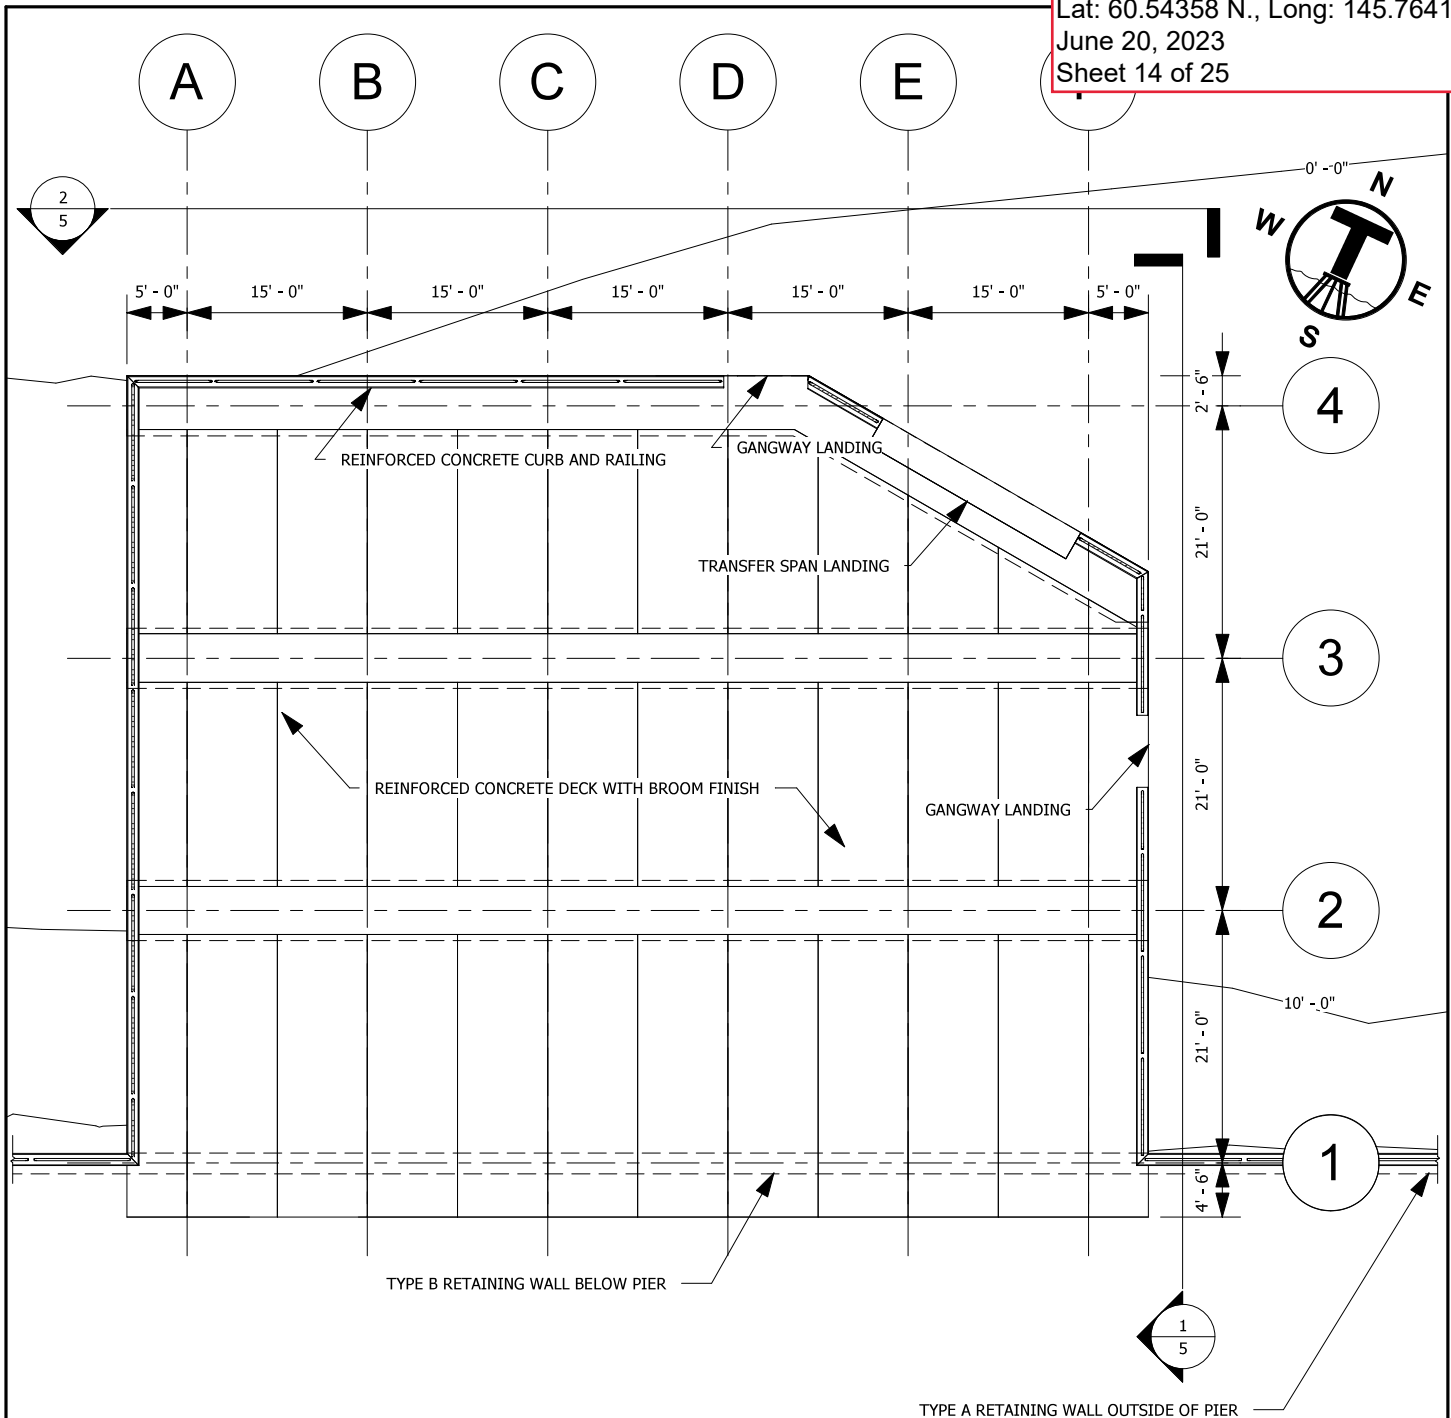 Lat: 60.54358 N., Long: 145.7641
June 20, 2023
Sheet 14 of 25
A
B
C
D
E
0' -0"
N
W
E
S
2
5
5' - 0"
15' - 0"
15' - 0"
15' - 0"
15' - 0"
15' - 0"
5' - 0"
2' - 6"
4
REINFORCED CONCRETE CURB AND RAILING
GANGWAY LANDING
21' - 0"
TRANSFER SPAN LANDING
3
REINFORCED CONCRETE DECK WITH BROOM FINISH
21' - 0"
GANGWAY LANDING
2
10' - 0"
21' - 0"
1
4' - 6"
TYPE B RETAINING WALL BELOW PIER
1
5
TYPE A RETAINING WALL OUTSIDE OF PIER